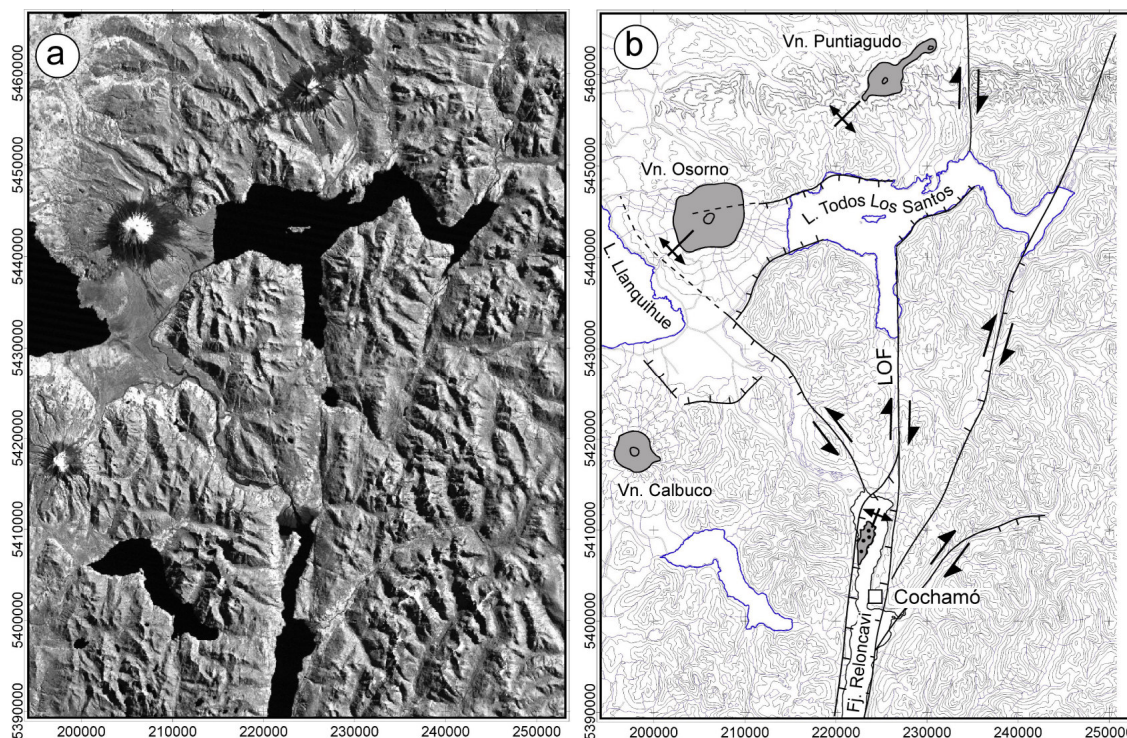 a
5460000
5450000
5440000
5430000
5420000
5410000
5400000
5390000
200000 210000 220000 230000 240000 250000
b
Vn. Puntiagudo
Vn. Osorno
L. Todos Los Santos
L. Llanquihue
LOF
Vn. Calbuco
Cochamó
Fj. Reloncavi
5460000
5450000
5440000
5430000
5420000
5410000
5400000
5390000
200000 210000 220000 230000 240000 250000